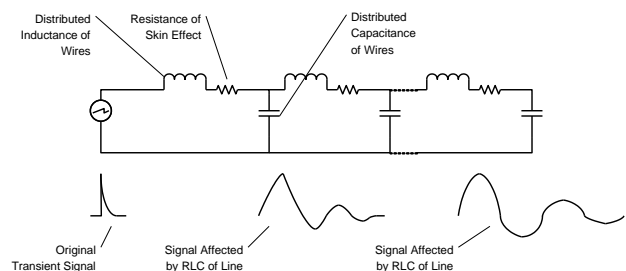 Distributed
Inductance of
Wires
Resistance of
Skin Effect
Distributed
Capacitance
of Wires
Original
Transient Signal
Signal Affected
by RLC of Line
Signal Affected
by RLC of Line